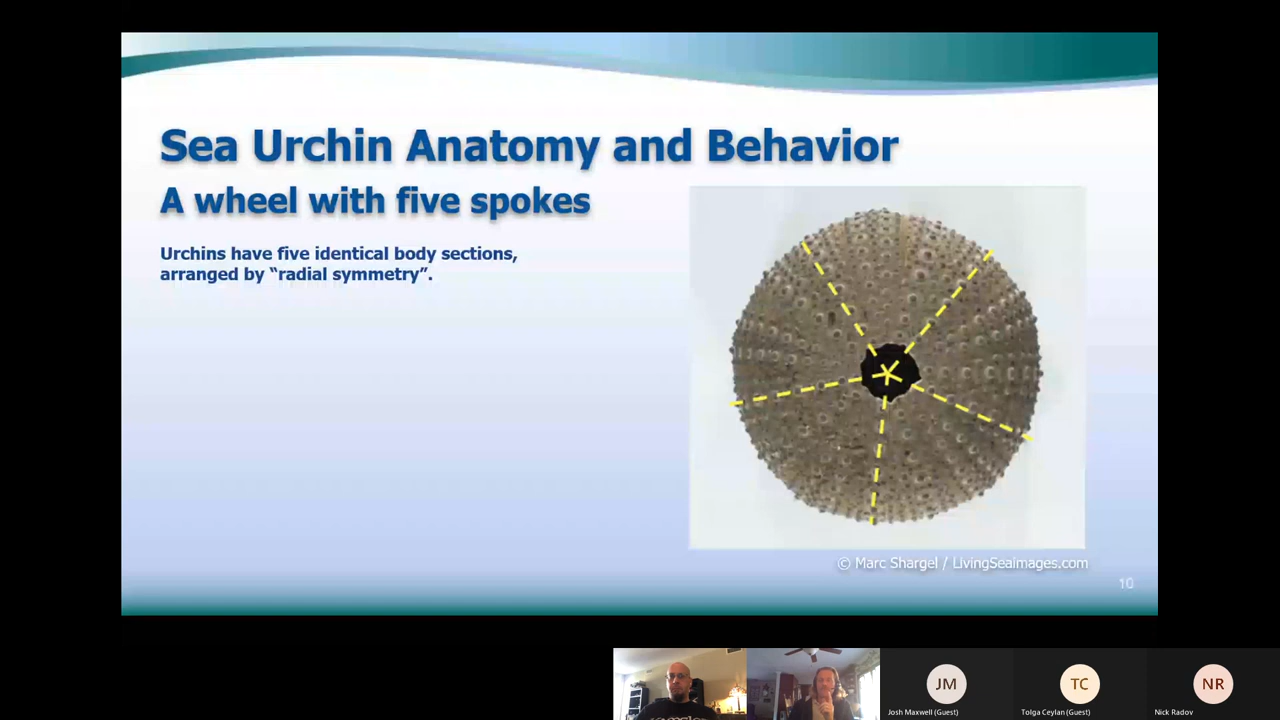 Sea Urchin Anatomy and Behavior
A wheel with five spokes
Urchins have five identical body sections,
arranged by “radial symmetry”.
© Marc Shargel / LivingSeaimages.com
10
JM
TC
NR
Josh Maxwell (Guest)
Tolga Ceylan (Guest)
Nick Radov